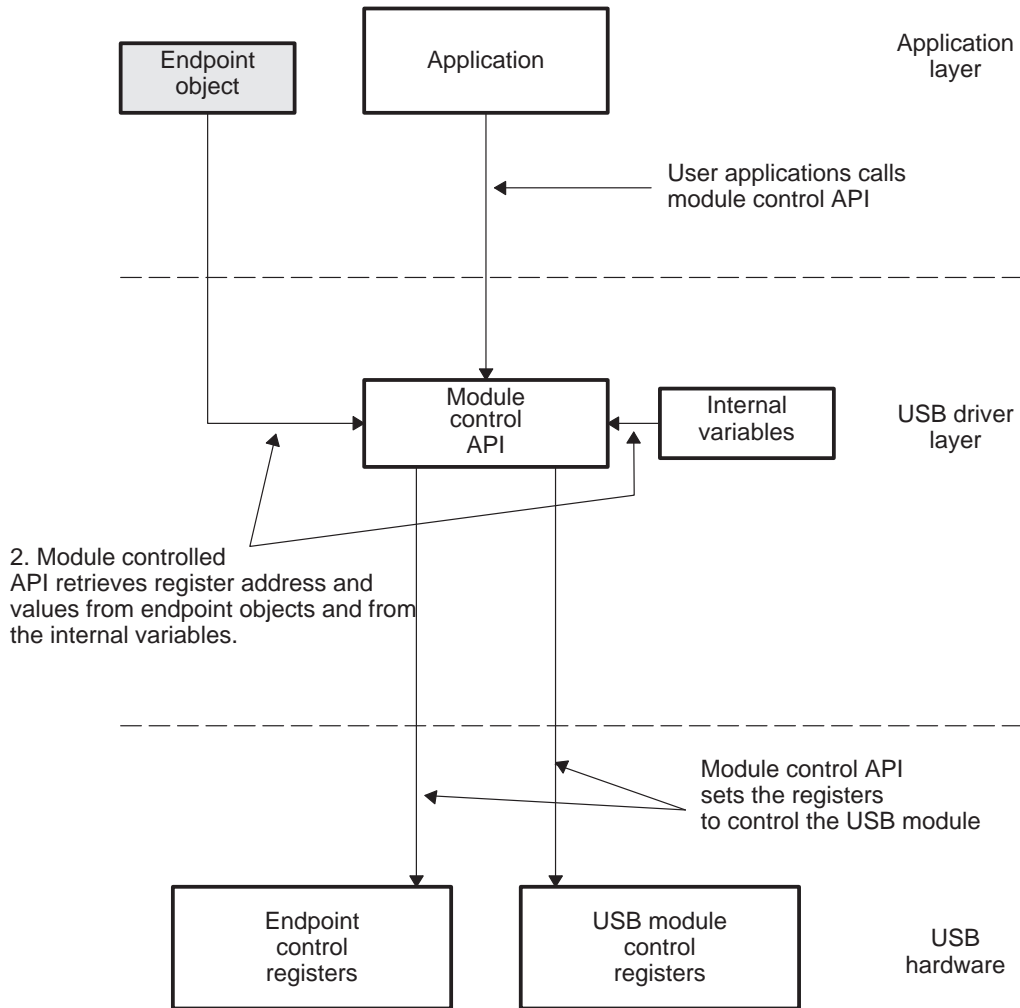 Endpoint
object
Application
Application
layer
User applications calls
module control API
Module
control
API
Internal
variables
USB driver
layer
2. Module controlled
API retrieves register address and
values from endpoint objects and from
the internal variables.
Module control API
sets the registers
to control the USB module
Endpoint
control
registers
USB module
control
registers
USB
hardware